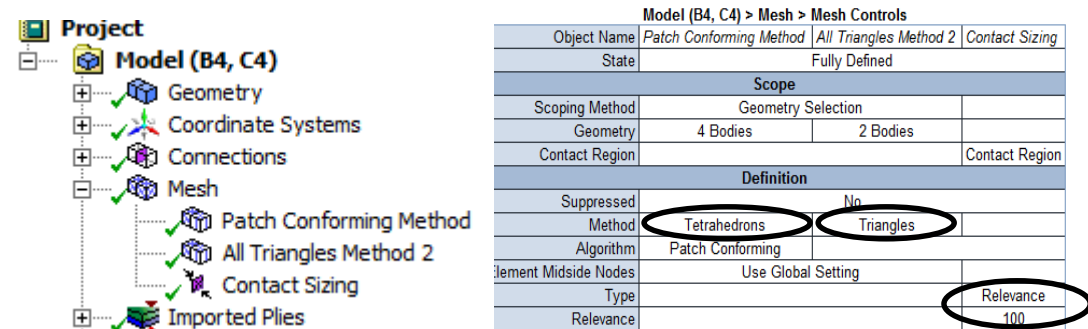 Project
Model (B4, C4)
Geometry
Coordinate Systems
Connections
Mesh
Patch Conforming Method
All Triangles Method 2
Contact Sizing
Imported Plies
Model (B4, C4) > Mesh > Mesh Controls
Object Name Patch Conforming Method All Triangles Method 2 Contact Sizing
State Fully Defined
Scope
Scoping Method Geometry Selection
Geometry 4 Bodies 2 Bodies
Contact Region Contact Region
Definition
Suppressed No
Method Tetrahedrons Triangles
Algorithm Patch Conforming
Element Midside Nodes Use Global Setting
Type Relevance
Relevance 100